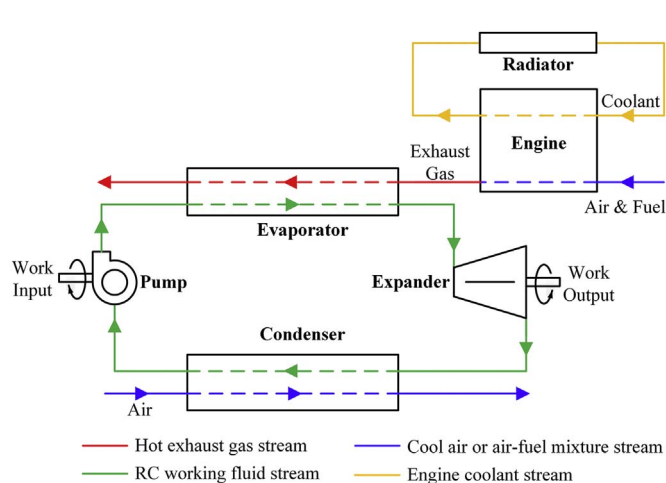 Radiator
Coolant
Engine
Exhaust
Gas
Air & Fuel
Evaporator
Work
Input
Pump
Expander
Work
Output
Condenser
Air
Hot exhaust gas stream
Cool air or air-fuel mixture stream
RC working fluid stream
Engine coolant stream